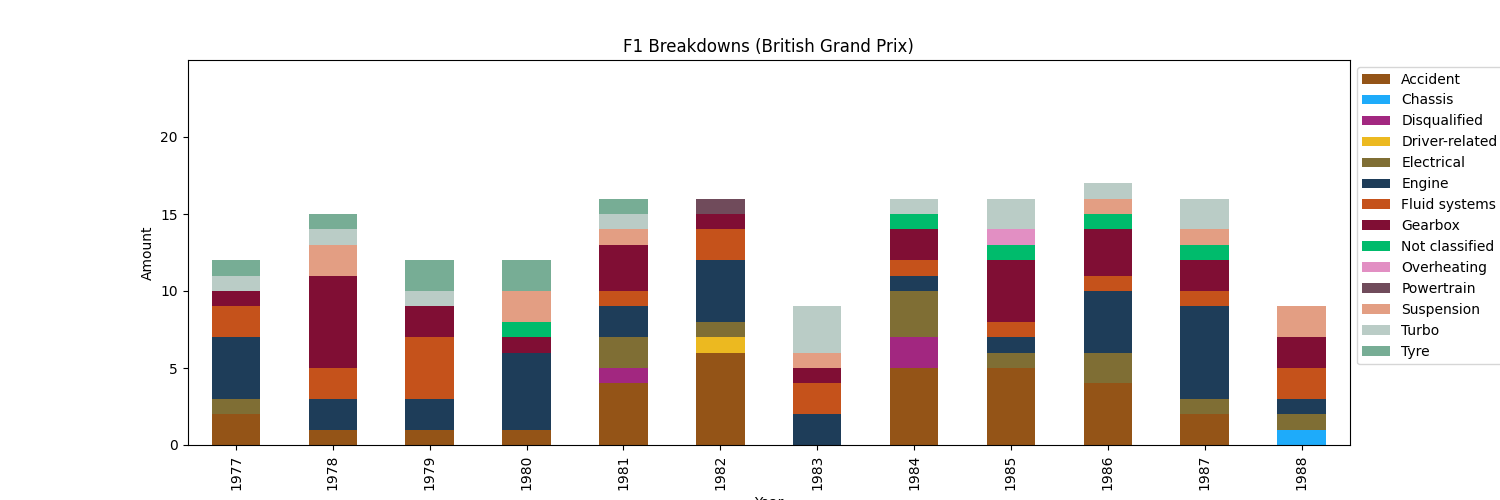 F1 Breakdowns (British Grand Prix)
Amount
20
15
10
5
0
1977
1978
1979
1980
1981
1982
1983
1984
1985
1986
1987
1988
Year
Accident
Chassis
Disqualified
Driver-related
Electrical
Engine
Fluid systems
Gearbox
Not classified
Overheating
Powertrain
Suspension
Turbo
Tyre